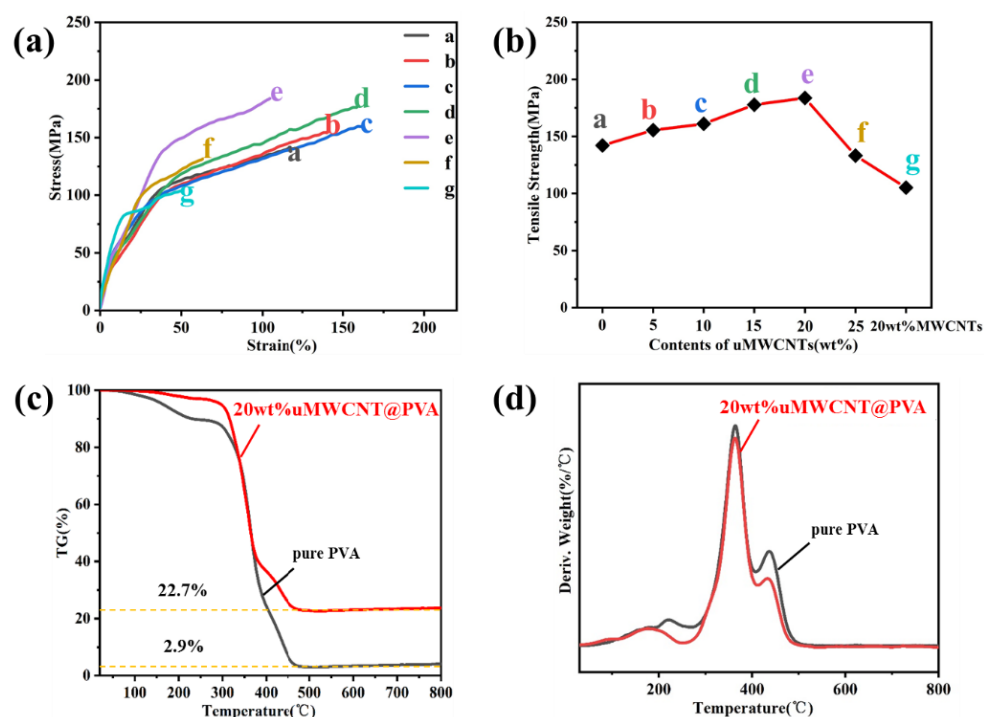 (a)
250
200
150
100
50
0
Stress(MPa)
0 50 100 150 200
Strain(%)
a
b
c
d
e
f
g
e
d
b
c
a
f
g
(b)
250
200
150
100
50
0
Tensile Strength(MPa)
a
b
c
d
e
f
g
0 5 10 15 20 25 20wt%MWCNTs
Contents of uMWCNTs(wt%)
(c)
100
80
60
40
20
0
TG(%)
20wt%uMWCNT@PVA
pure PVA
22.7%
2.9%
100 200 300 400 500 600 700 800
Temperature(℃)
(d)
Deriv. Weight(%/℃)
20wt%uMWCNT@PVA
pure PVA
200 400 600 800
Temperature(℃)